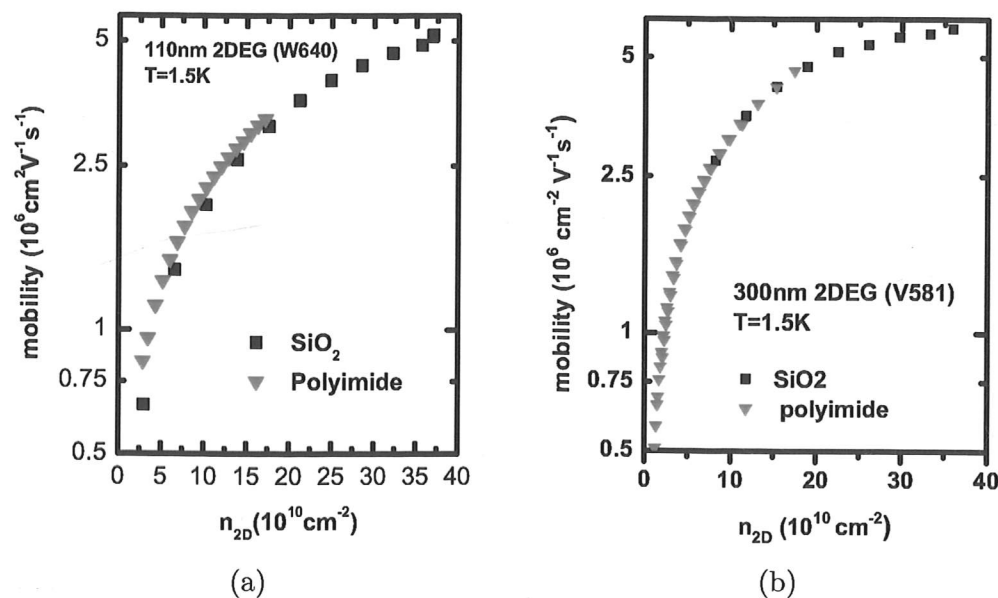 5
2.5
1
0.75
0.5
mobility (10⁶cm²V⁻¹s⁻¹)
110nm 2DEG (W640)
T=1.5K
SiO₂
Polyimide
0 5 10 15 20 25 30 35 40
n₂D(10¹⁰cm⁻²)
(a)
5
2.5
1
0.75
0.5
mobility (10⁶ cm⁻² V⁻¹s⁻¹)
300nm 2DEG (V581)
T=1.5K
SiO2
polyimide
0 10 20 30 40
n₂D (10¹⁰ cm⁻²)
(b)